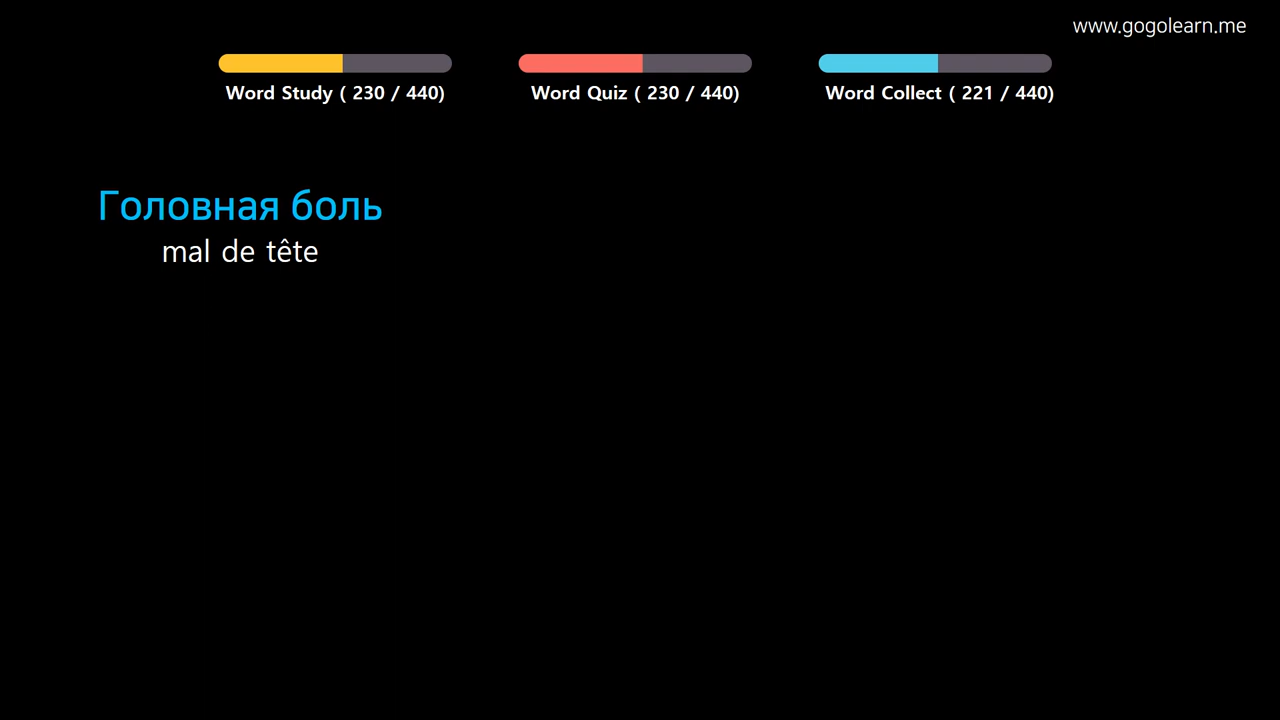 www.gogolearn.me
Word Study ( 230 / 440)
Word Quiz ( 230 / 440)
Word Collect ( 221 / 440)
Головная боль
mal de tête